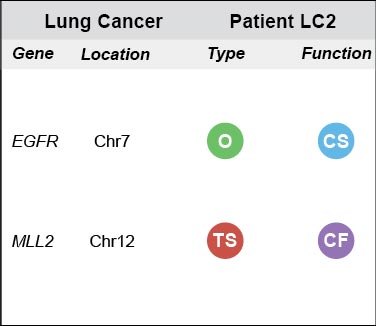 Lung Cancer Patient LC2
Gene Location Type Function
EGFR Chr7 O CS
MLL2 Chr12 TS CF